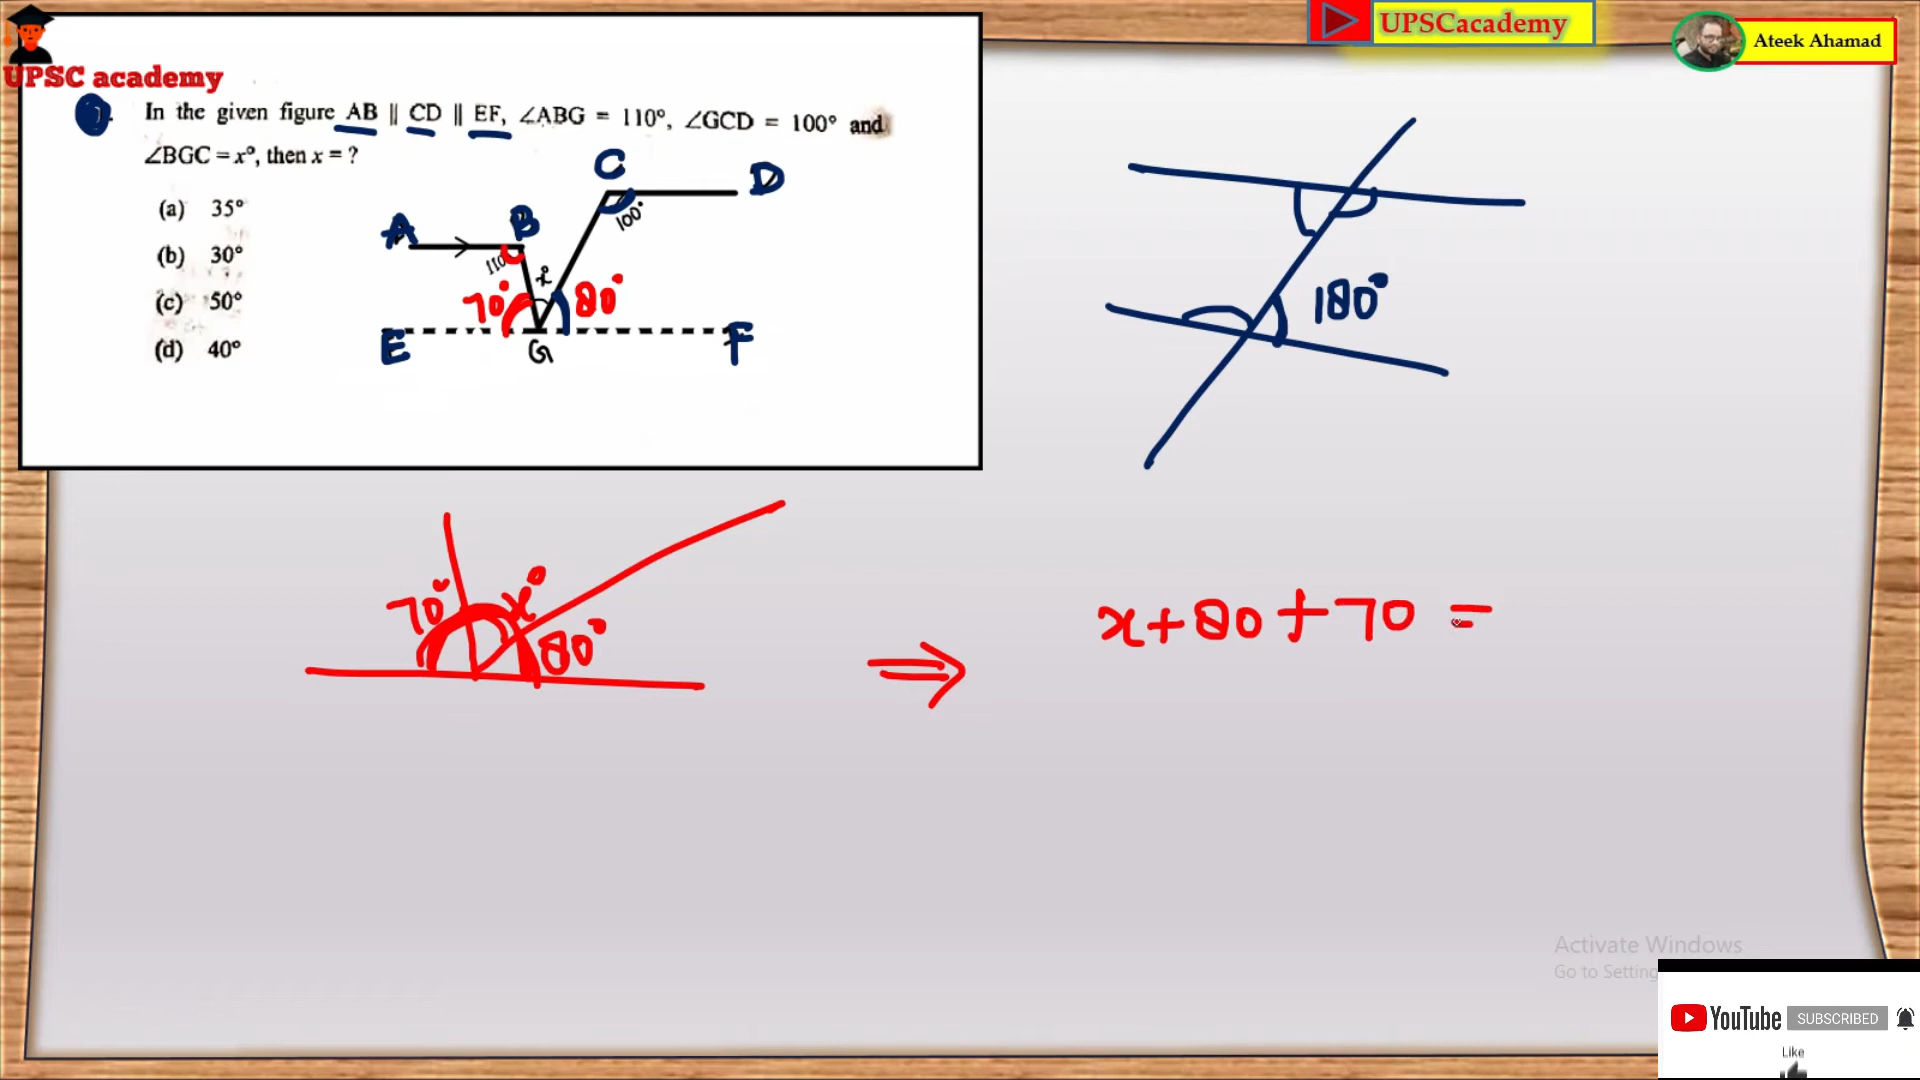 UPSCacademy
Ateek Ahamad
UPSC academy
In the given figure AB || CD || EF, ∠ABG = 110°, ∠GCD = 100° and
∠BGC = x°, then x = ?
(a) 35°
(b) 30°
(c) 50°
(d) 40°
C
D
A
B
100°
110
x°
70°
80°
E
G
F
180°
70°
x°
80°
x+80+70 =
Activate Windows
Go to Setting
YouTube
SUBSCRIBED
Like